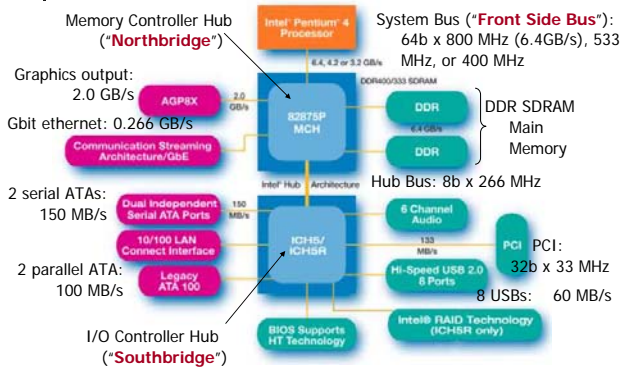 Memory Controller Hub
("Northbridge")
Intel® Pentium® 4
Processor
System Bus ("Front Side Bus"):
64b x 800 MHz (6.4GB/s), 533
MHz, or 400 MHz
6.4, 4.2 or 3.2 GB/s
DDR400/333 SDRAM
Graphics output:
2.0 GB/s
AGP8X
2.0
GB/s
82875P
MCH
DDR
6.4 GB/s
DDR
DDR SDRAM
Main
Memory
Gbit ethernet: 0.266 GB/s
Communication Streaming
Architecture/GbE
Intel® Hub
Architecture
Hub Bus: 8b x 266 MHz
2 serial ATAs:
150 MB/s
Dual Independent
Serial ATA Ports
150
MB/s
6 Channel
Audio
10/100 LAN
Connect Interface
ICH5/
ICH5R
133
MB/s
PCI
PCI:
32b x 33 MHz
2 parallel ATA:
100 MB/s
Legacy
ATA 100
Hi-Speed USB 2.0
8 Ports
8 USBs: 60 MB/s
BIOS Supports
HT Technology
Intel® RAID Technology
(ICH5R only)
I/O Controller Hub
("Southbridge")